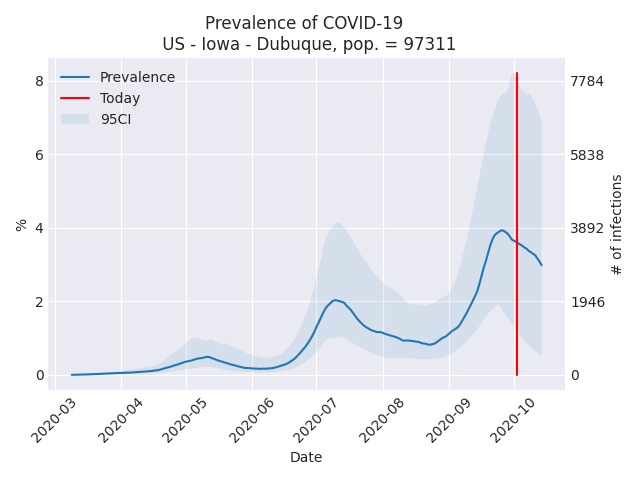 Prevalence of COVID-19
US - Iowa - Dubuque, pop. = 97311
Prevalence
Today
95CI
8
6
4
2
0
%
7784
5838
3892
1946
0
# of infections
2020-03
2020-04
2020-05
2020-06
2020-07
2020-08
2020-09
2020-10
Date